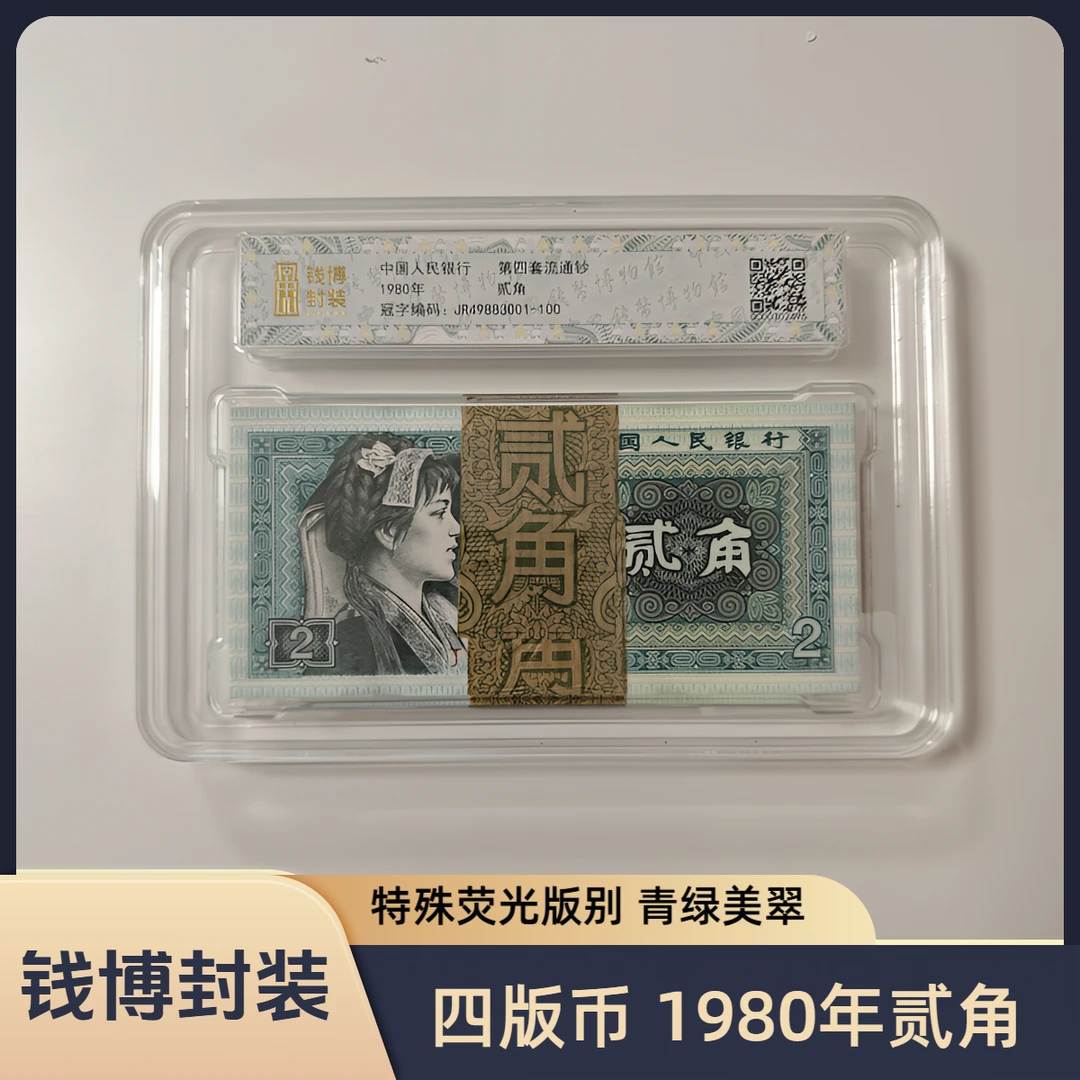 钱博
封装
中国人民银行 第四套流通钞
1980年 贰角
冠字编码：JR49883001~100
贰角
国人民银行
贰角
角
2
2
J
特殊荧光版别 青绿美翠
钱博封装
四版币 1980年贰角